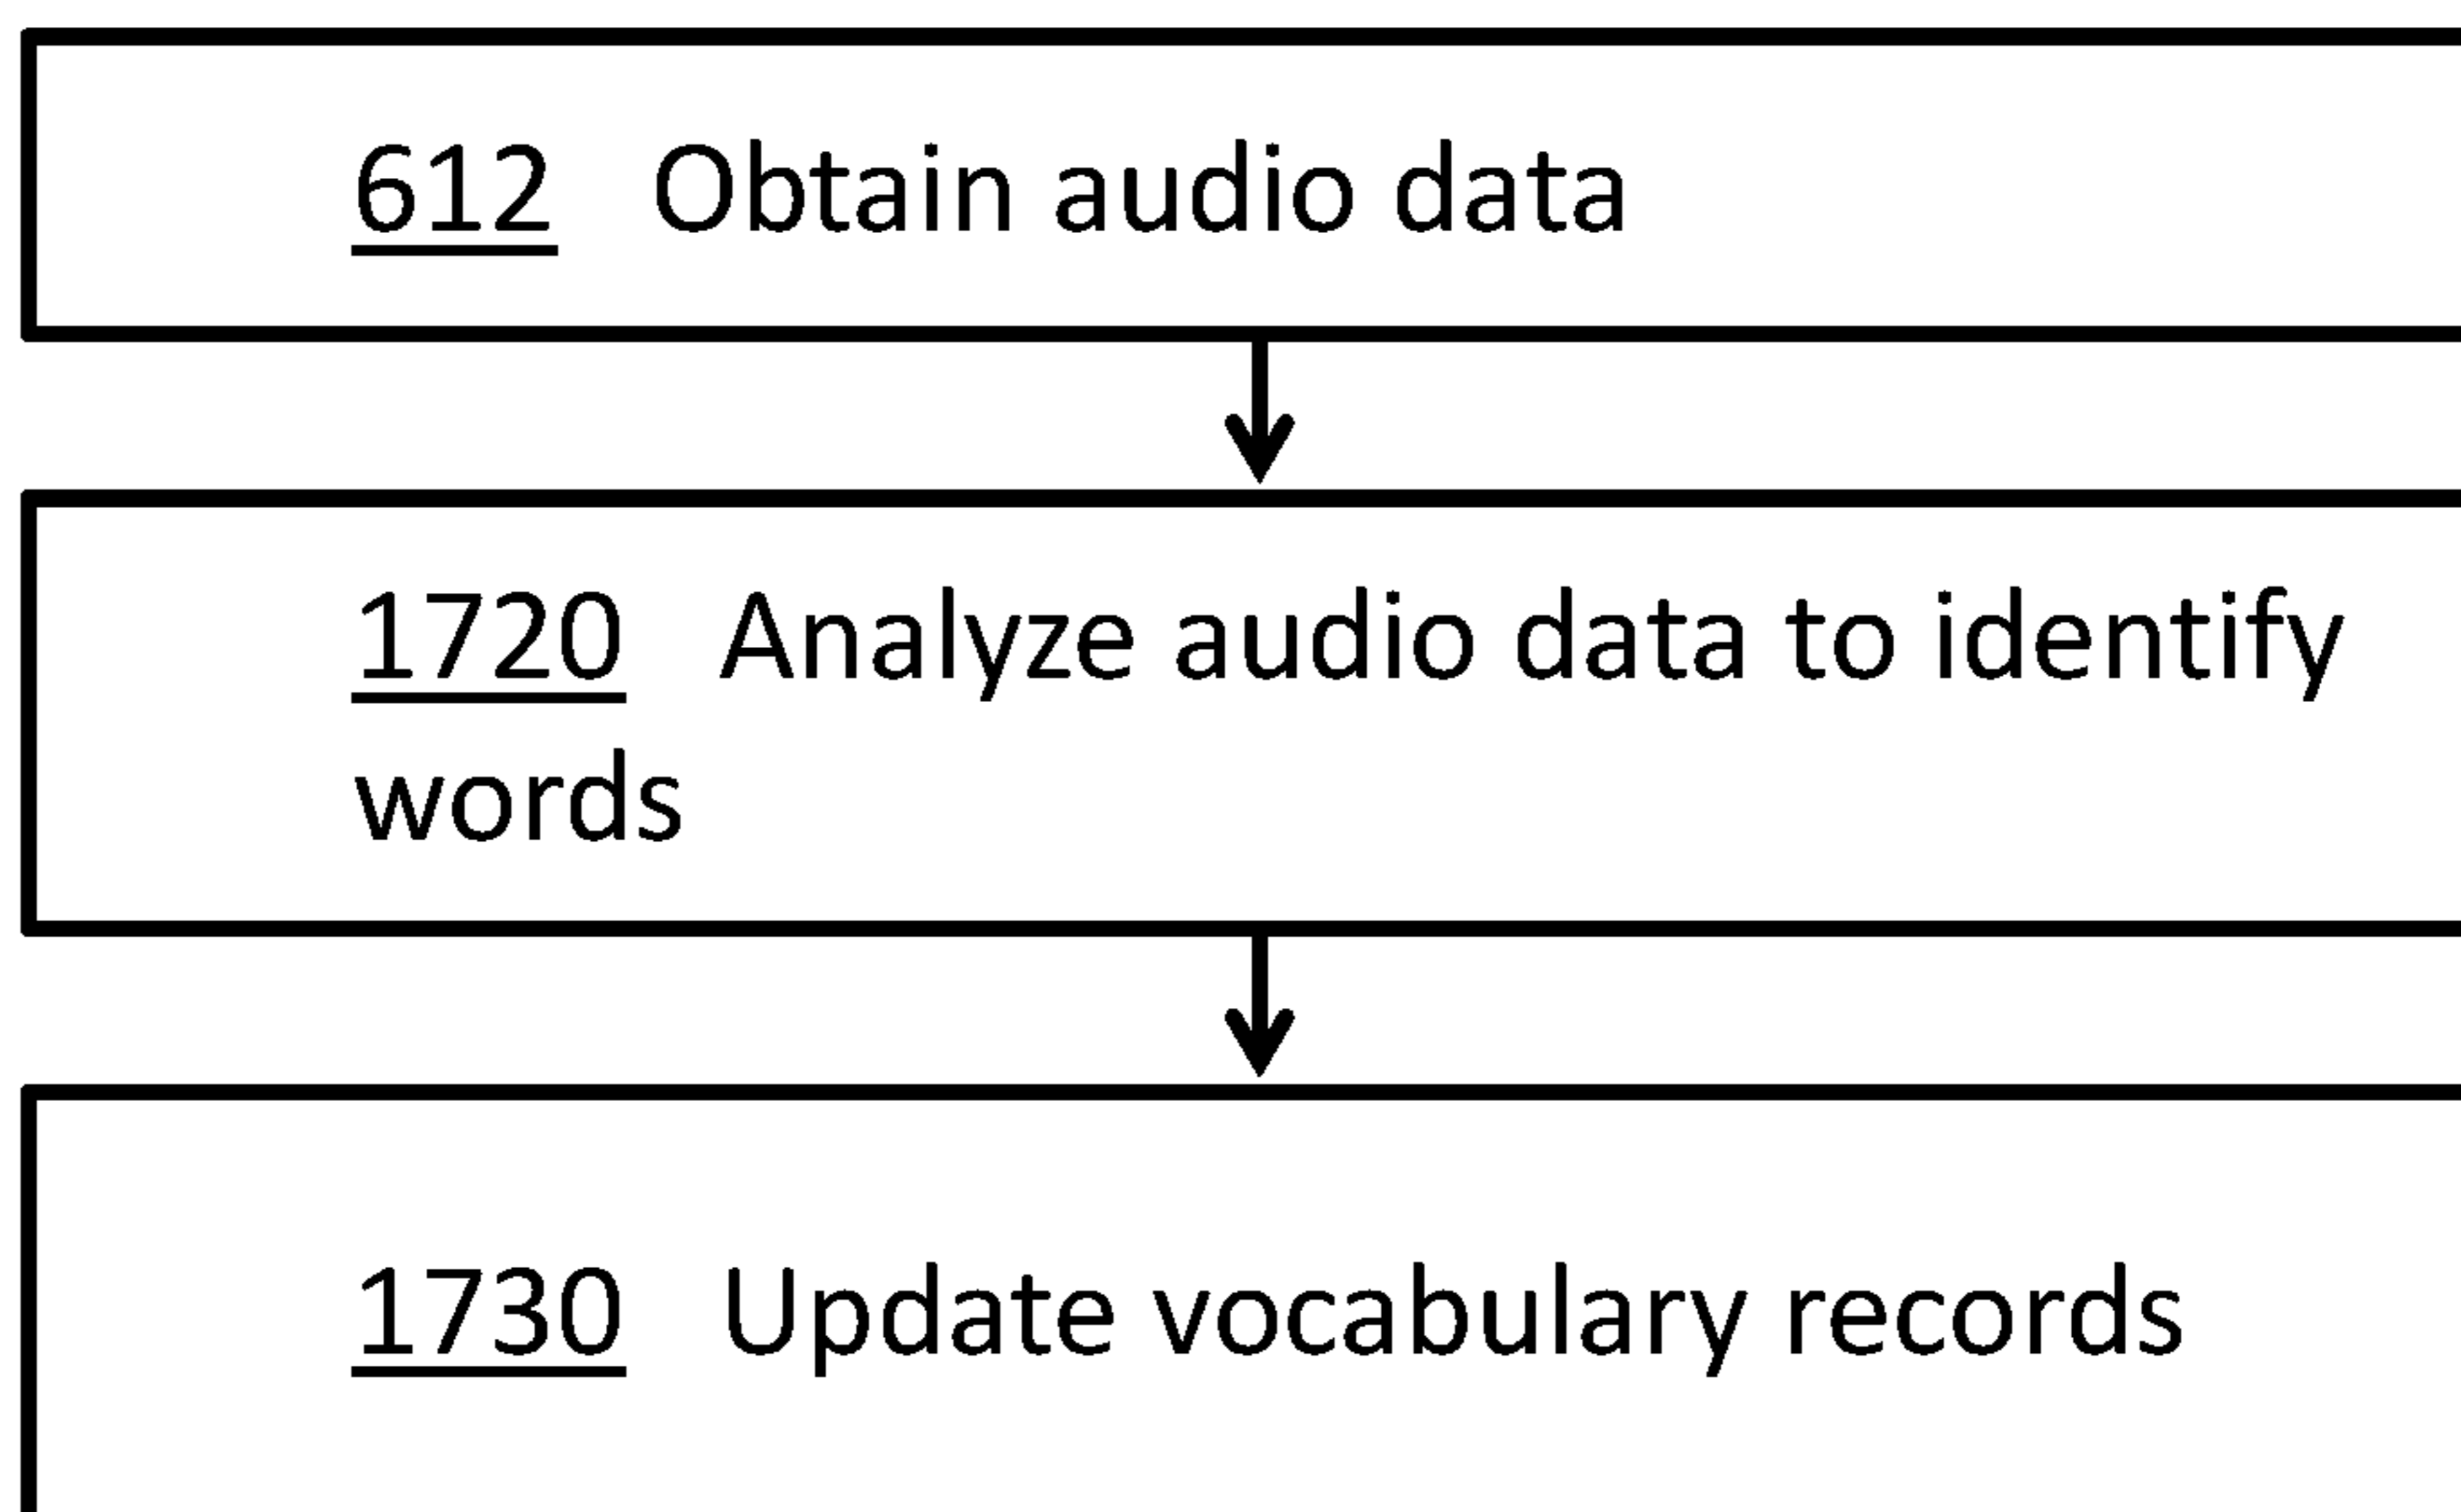 612 Obtain audio data
1720 Analyze audio data to identify
words
1730 Update vocabulary records